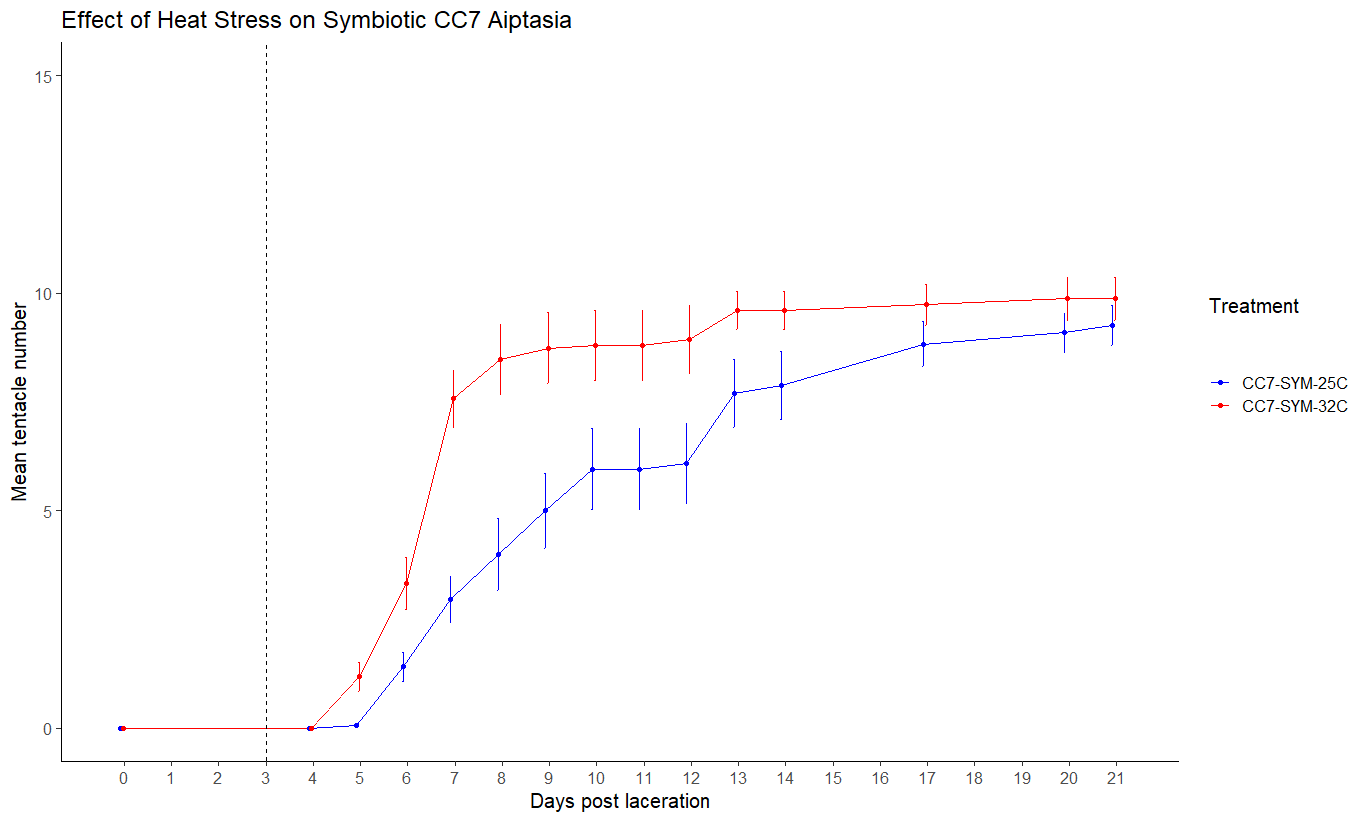 Effect of Heat Stress on Symbiotic CC7 Aiptasia
15
10
5
0
Mean tentacle number
0 1 2 3 4 5 6 7 8 9 10 11 12 13 14 15 16 17 18 19 20 21
Days post laceration
Treatment
CC7-SYM-25C
CC7-SYM-32C